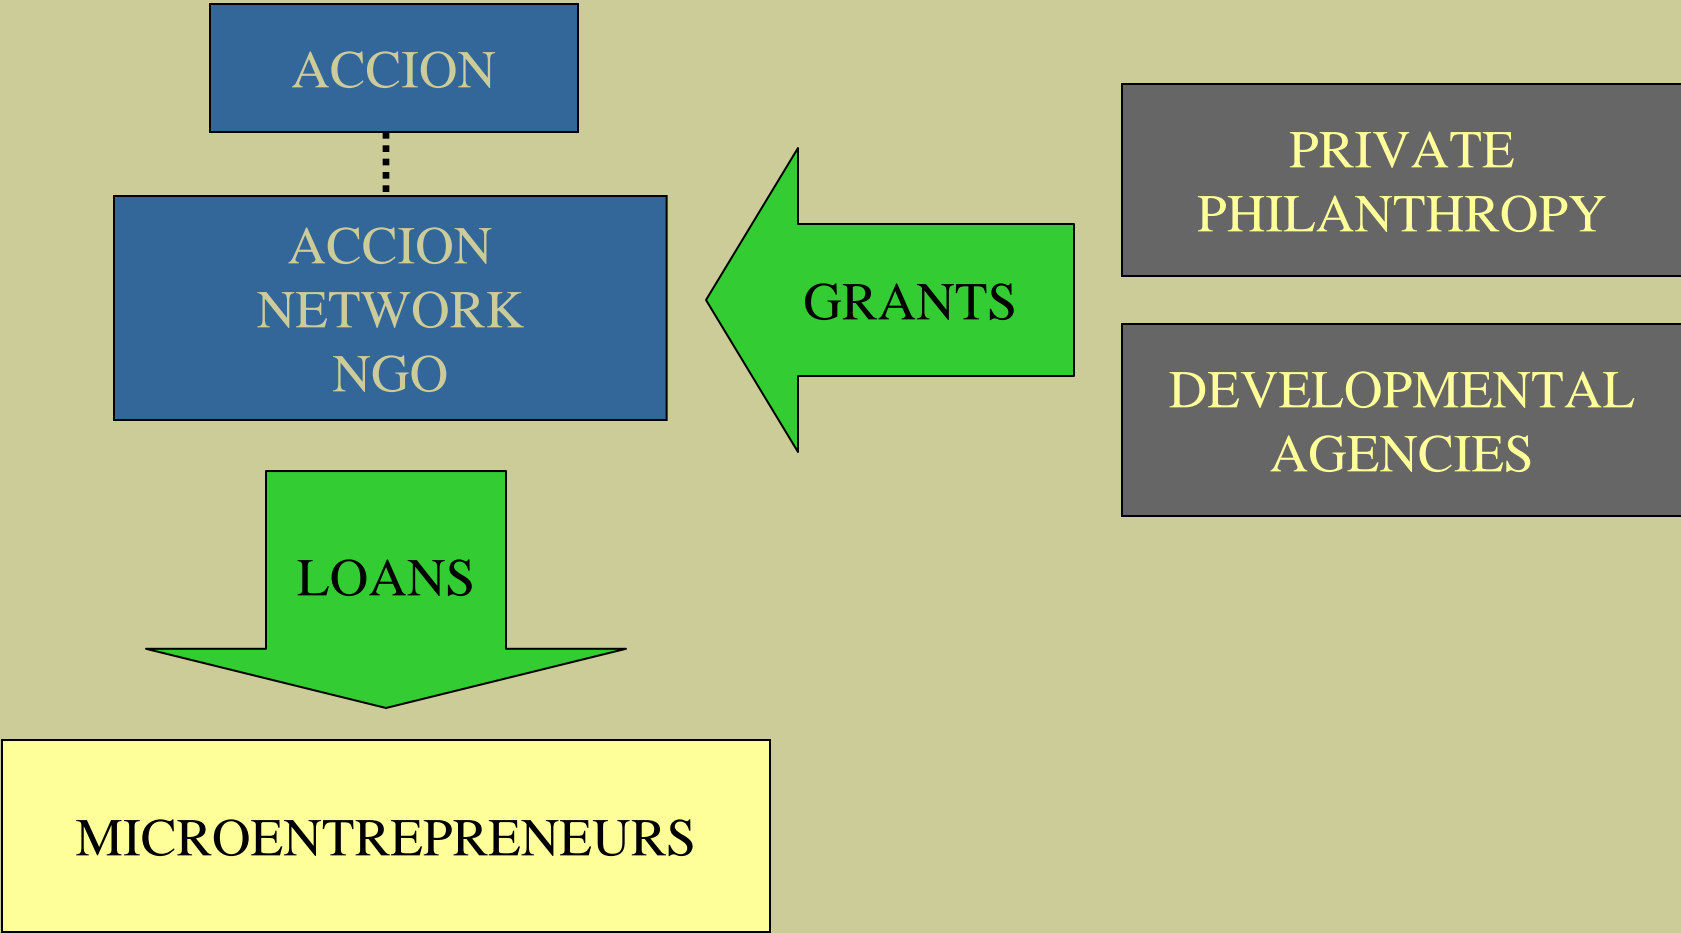 ACCION
ACCION
NETWORK
NGO
GRANTS
PRIVATE
PHILANTHROPY
DEVELOPMENTAL
AGENCIES
LOANS
MICROENTREPRENEURS